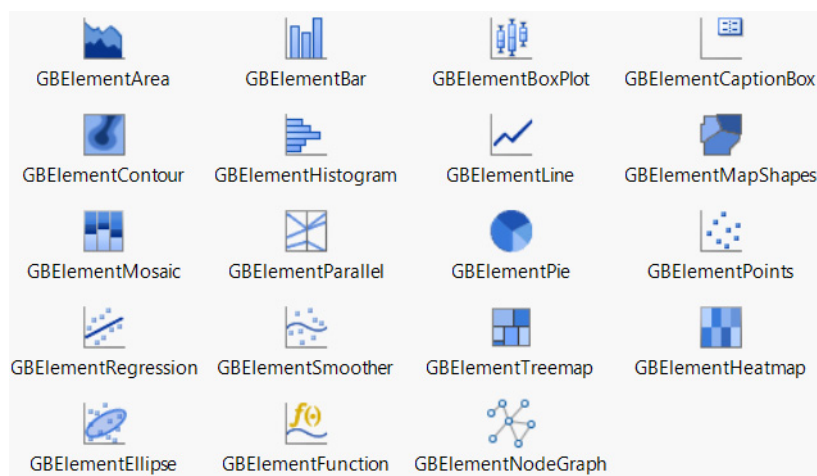 GBElementArea
GBElementBar
GBElementBoxPlot
GBElementCaptionBox
GBElementContour
GBElementHistogram
GBElementLine
GBElementMapShapes
GBElementMosaic
GBElementParallel
GBElementPie
GBElementPoints
GBElementRegression
GBElementSmoother
GBElementTreemap
GBElementHeatmap
f(•)
GBElementEllipse
GBElementFunction
GBElementNodeGraph